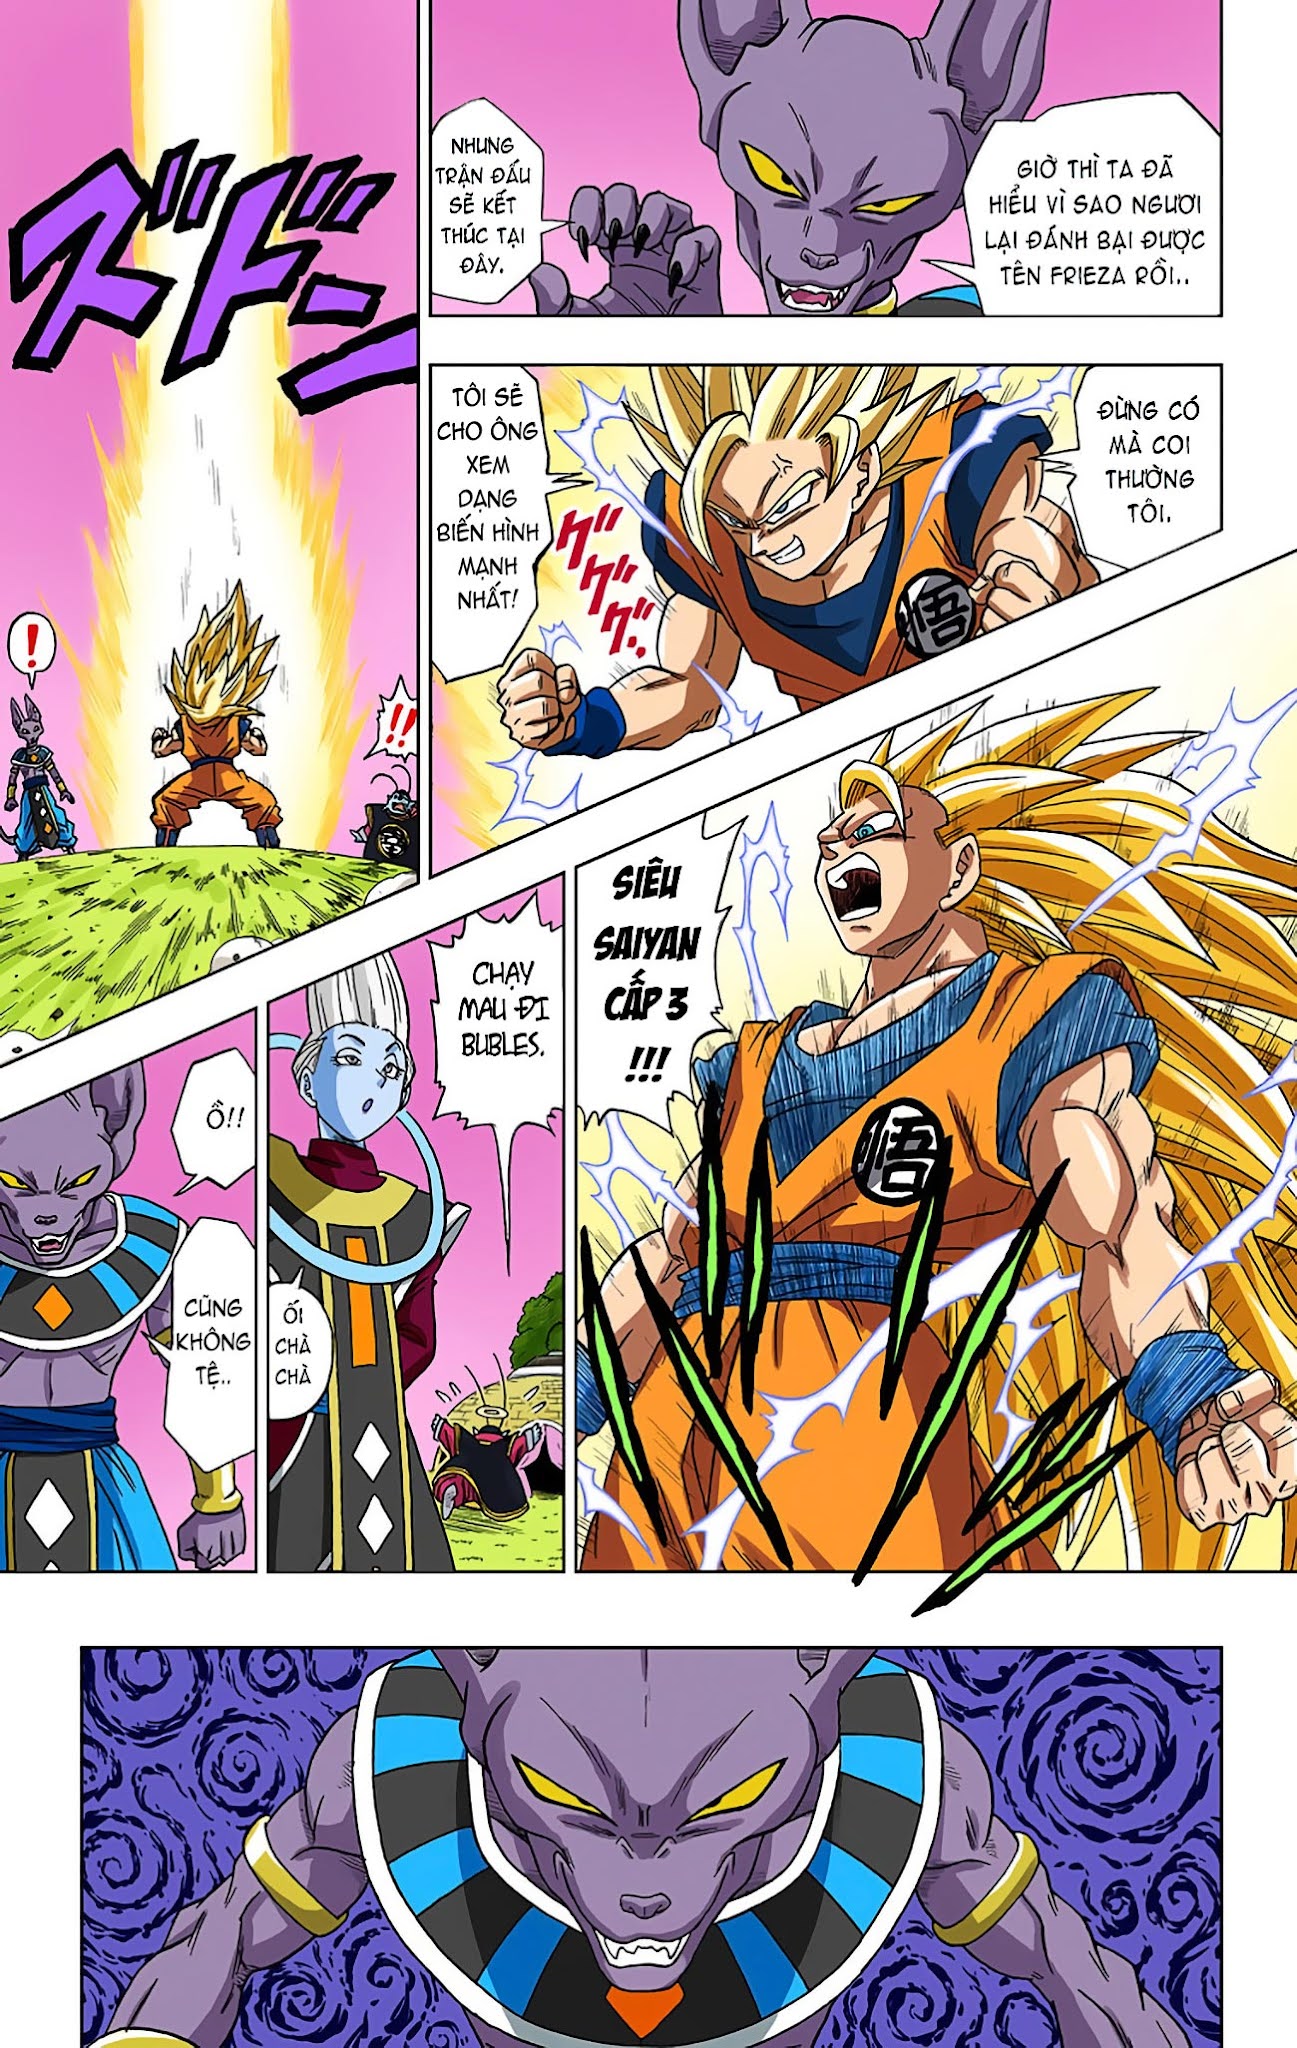 GIỜ THÌ TA ĐÃ
HIỂU VÌ SAO NGƯƠI
LẠI ĐÁNH BẠI ĐƯỢC
TÊN FRIEZA RỒI..
NHƯNG
TRẬN ĐẤU
SẼ KẾT
THÚC TẠI
ĐÂY.
ĐỪNG CÓ
MÀ COI
THƯỜNG
TÔI.
TÔI SẼ
CHO ÔNG
XEM
DẠNG
BIẾN HÌNH
MẠNH
NHẤT!
ググググ..
悟
ズドン
!
!!
SIÊU
SAIYAN
CẤP 3
!!!
悟
CHẠY
MAU ĐI
BUBLES.
ỐI
CHÀ
CHÀ
Ồ!!
CŨNG
KHÔNG
TỆ..